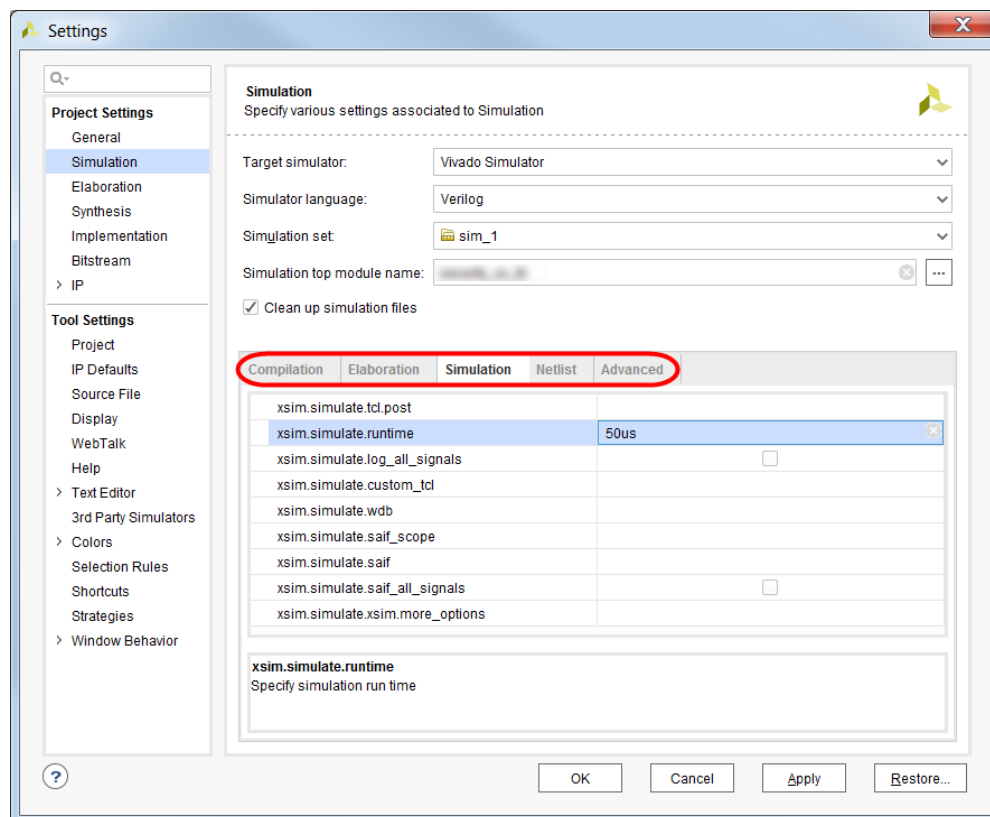 Settings
Project Settings
General
Simulation
Elaboration
Synthesis
Implementation
Bitstream
IP
Tool Settings
Project
IP Defaults
Source File
Display
WebTalk
Help
Text Editor
3rd Party Simulators
Colors
Selection Rules
Shortcuts
Strategies
Window Behavior
Simulation
Specify various settings associated to Simulation
Target simulator: Vivado Simulator
Simulator language: Verilog
Simulation set: sim_1
Simulation top module name: ...
Clean up simulation files
Compilation Elaboration Simulation Netlist Advanced
xsim.simulate.tcl.post
xsim.simulate.runtime 50us
xsim.simulate.log_all_signals
xsim.simulate.custom_tcl
xsim.simulate.wdb
xsim.simulate.saif_scope
xsim.simulate.saif
xsim.simulate.saif_all_signals
xsim.simulate.xsim.more_options
xsim.simulate.runtime
Specify simulation run time
? OK Cancel Apply Restore...